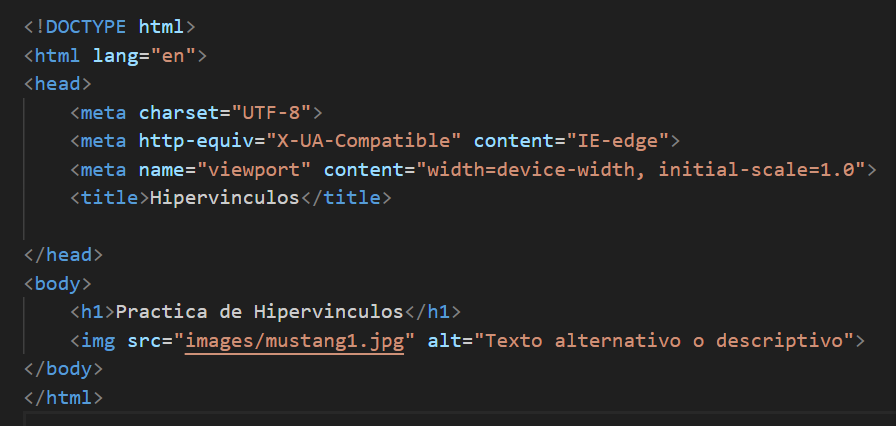 <!DOCTYPE html>
<html lang="en">
<head>
    <meta charset="UTF-8">
    <meta http-equiv="X-UA-Compatible" content="IE-edge">
    <meta name="viewport" content="width=device-width, initial-scale=1.0">
    <title>Hipervinculos</title>

</head>
<body>
    <h1>Practica de Hipervinculos</h1>
    <img src="images/mustang1.jpg" alt="Texto alternativo o descriptivo">
</body>
</html>